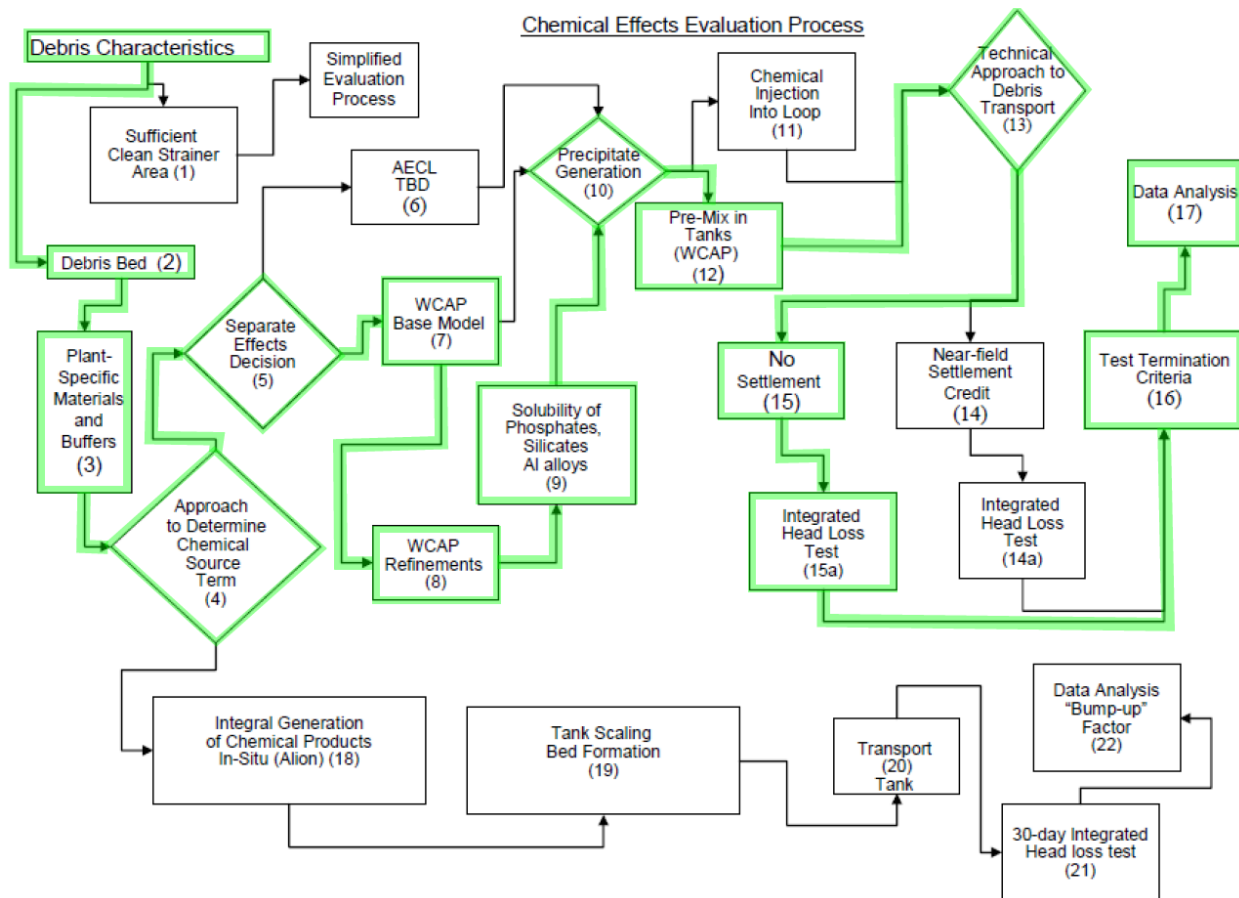 Chemical Effects Evaluation Process
Debris Characteristics
Simplified
Evaluation
Process
Sufficient
Clean Strainer
Area (1)
Debris Bed (2)
Plant-
Specific
Materials
and
Buffers
(3)
Approach
to Determine
Chemical
Source
Term
(4)
Separate
Effects
Decision
(5)
AECL
TBD
(6)
WCAP
Base Model
(7)
WCAP
Refinements
(8)
Solubility of
Phosphates,
Silicates
Al alloys
(9)
Precipitate
Generation
(10)
Chemical
Injection
Into Loop
(11)
Pre-Mix in
Tanks
(WCAP)
(12)
Technical
Approach to
Debris
Transport
(13)
Near-field
Settlement
Credit
(14)
Integrated
Head Loss
Test
(14a)
No
Settlement
(15)
Integrated
Head Loss
Test
(15a)
Test Termination
Criteria
(16)
Data Analysis
(17)
Integral Generation
of Chemical Products
In-Situ (Alion) (18)
Tank Scaling
Bed Formation
(19)
Transport
(20)
Tank
30-day Integrated
Head loss test
(21)
Data Analysis
“Bump-up”
Factor
(22)